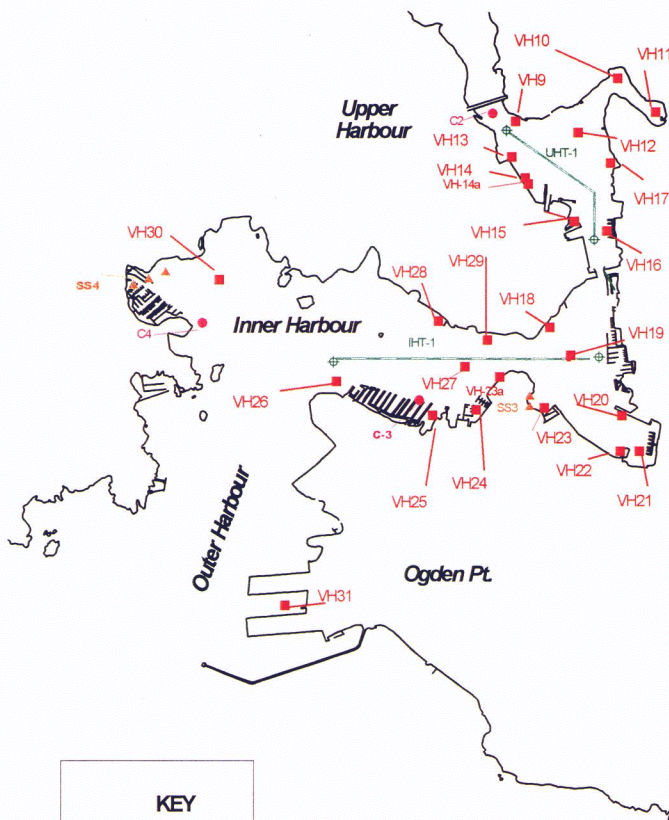 VH10
VH11
VH9
Upper
Harbour
C2
VH12
VH13
UHT-1
VH14
VH-14a
VH17
VH15
VH30
VH16
SS4
VH28
VH29
VH18
C4
Inner Harbour
IHT-1
VH19
VH27
VH-23a
VH26
SS3
VH20
C-3
VH23
VH24
VH22
VH21
VH25
Outer Harbour
Ogden Pt.
VH31
KEY